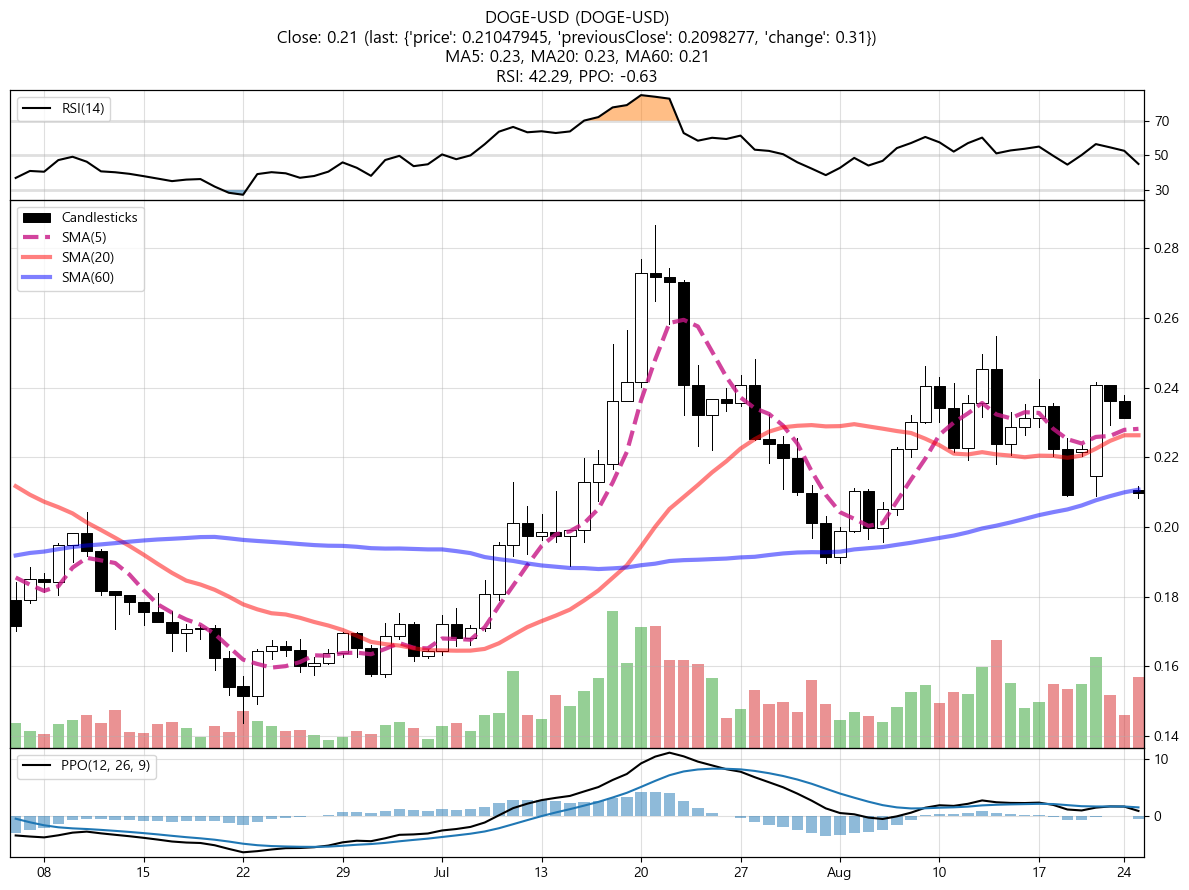 DOGE-USD (DOGE-USD)
Close: 0.21 (last: {'price': 0.21047945, 'previousClose': 0.2098277, 'change': 0.31})
MA5: 0.23, MA20: 0.23, MA60: 0.21
RSI: 42.29, PPO: -0.63
RSI(14)
70
50
30
Candlesticks
SMA(5)
SMA(20)
SMA(60)
0.28
0.26
0.24
0.22
0.20
0.18
0.16
0.14
PPO(12, 26, 9)
10
0
08 15 22 29 Jul 13 20 27 Aug 10 17 24